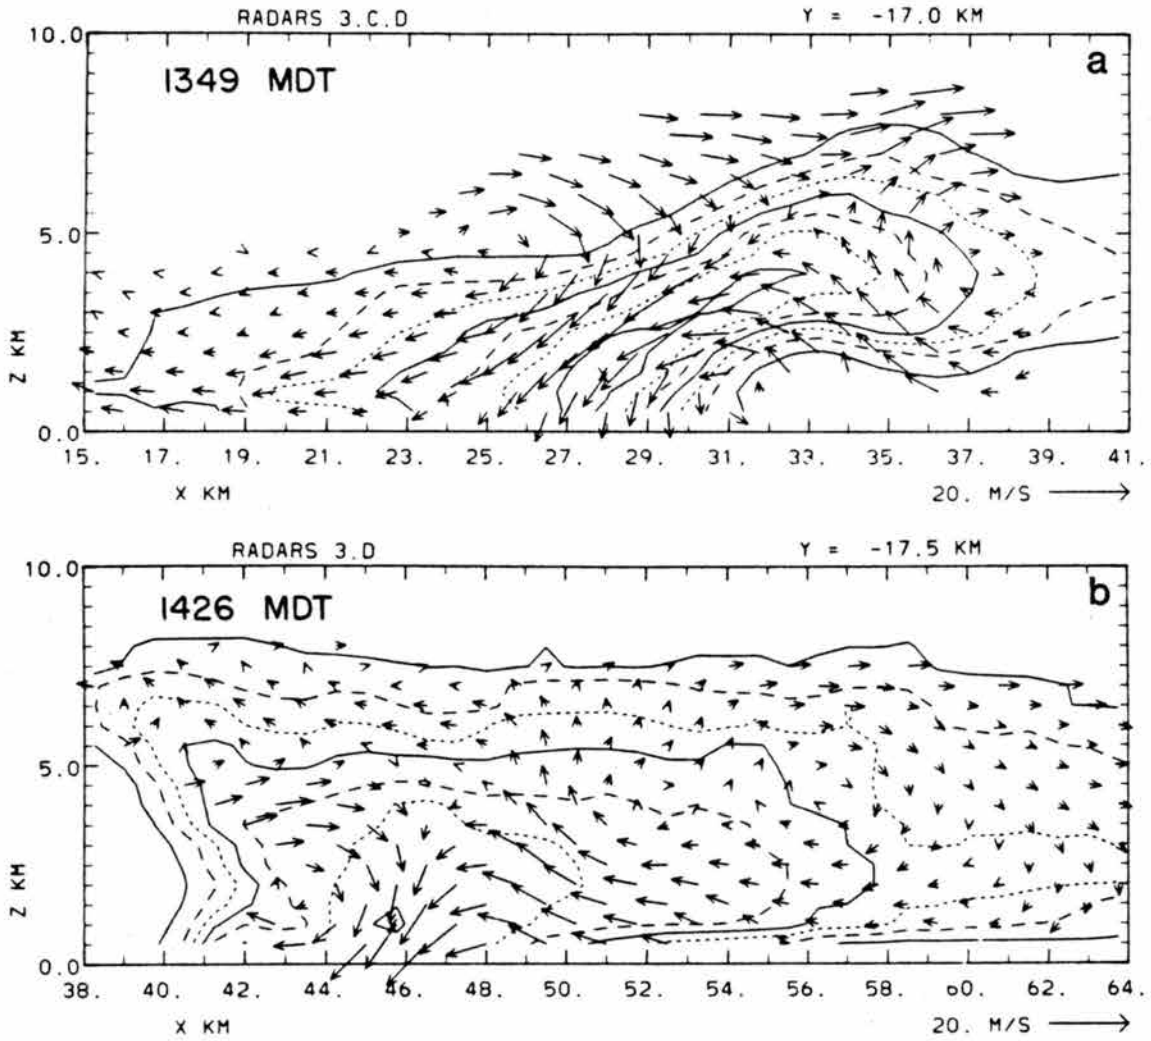 RADARS 3.C.D Y = -17.0 KM
10.0
1349 MDT a
5.0
Z KM
0.0
15. 17. 19. 21. 23. 25. 27. 29. 31. 33. 35. 37. 39. 41.
X KM 20. M/S
RADARS 3.D Y = -17.5 KM
10.0
1426 MDT b
5.0
Z KM
0.0
38. 40. 42. 44. 46. 48. 50. 52. 54. 56. 58. 60. 62. 64.
X KM 20. M/S